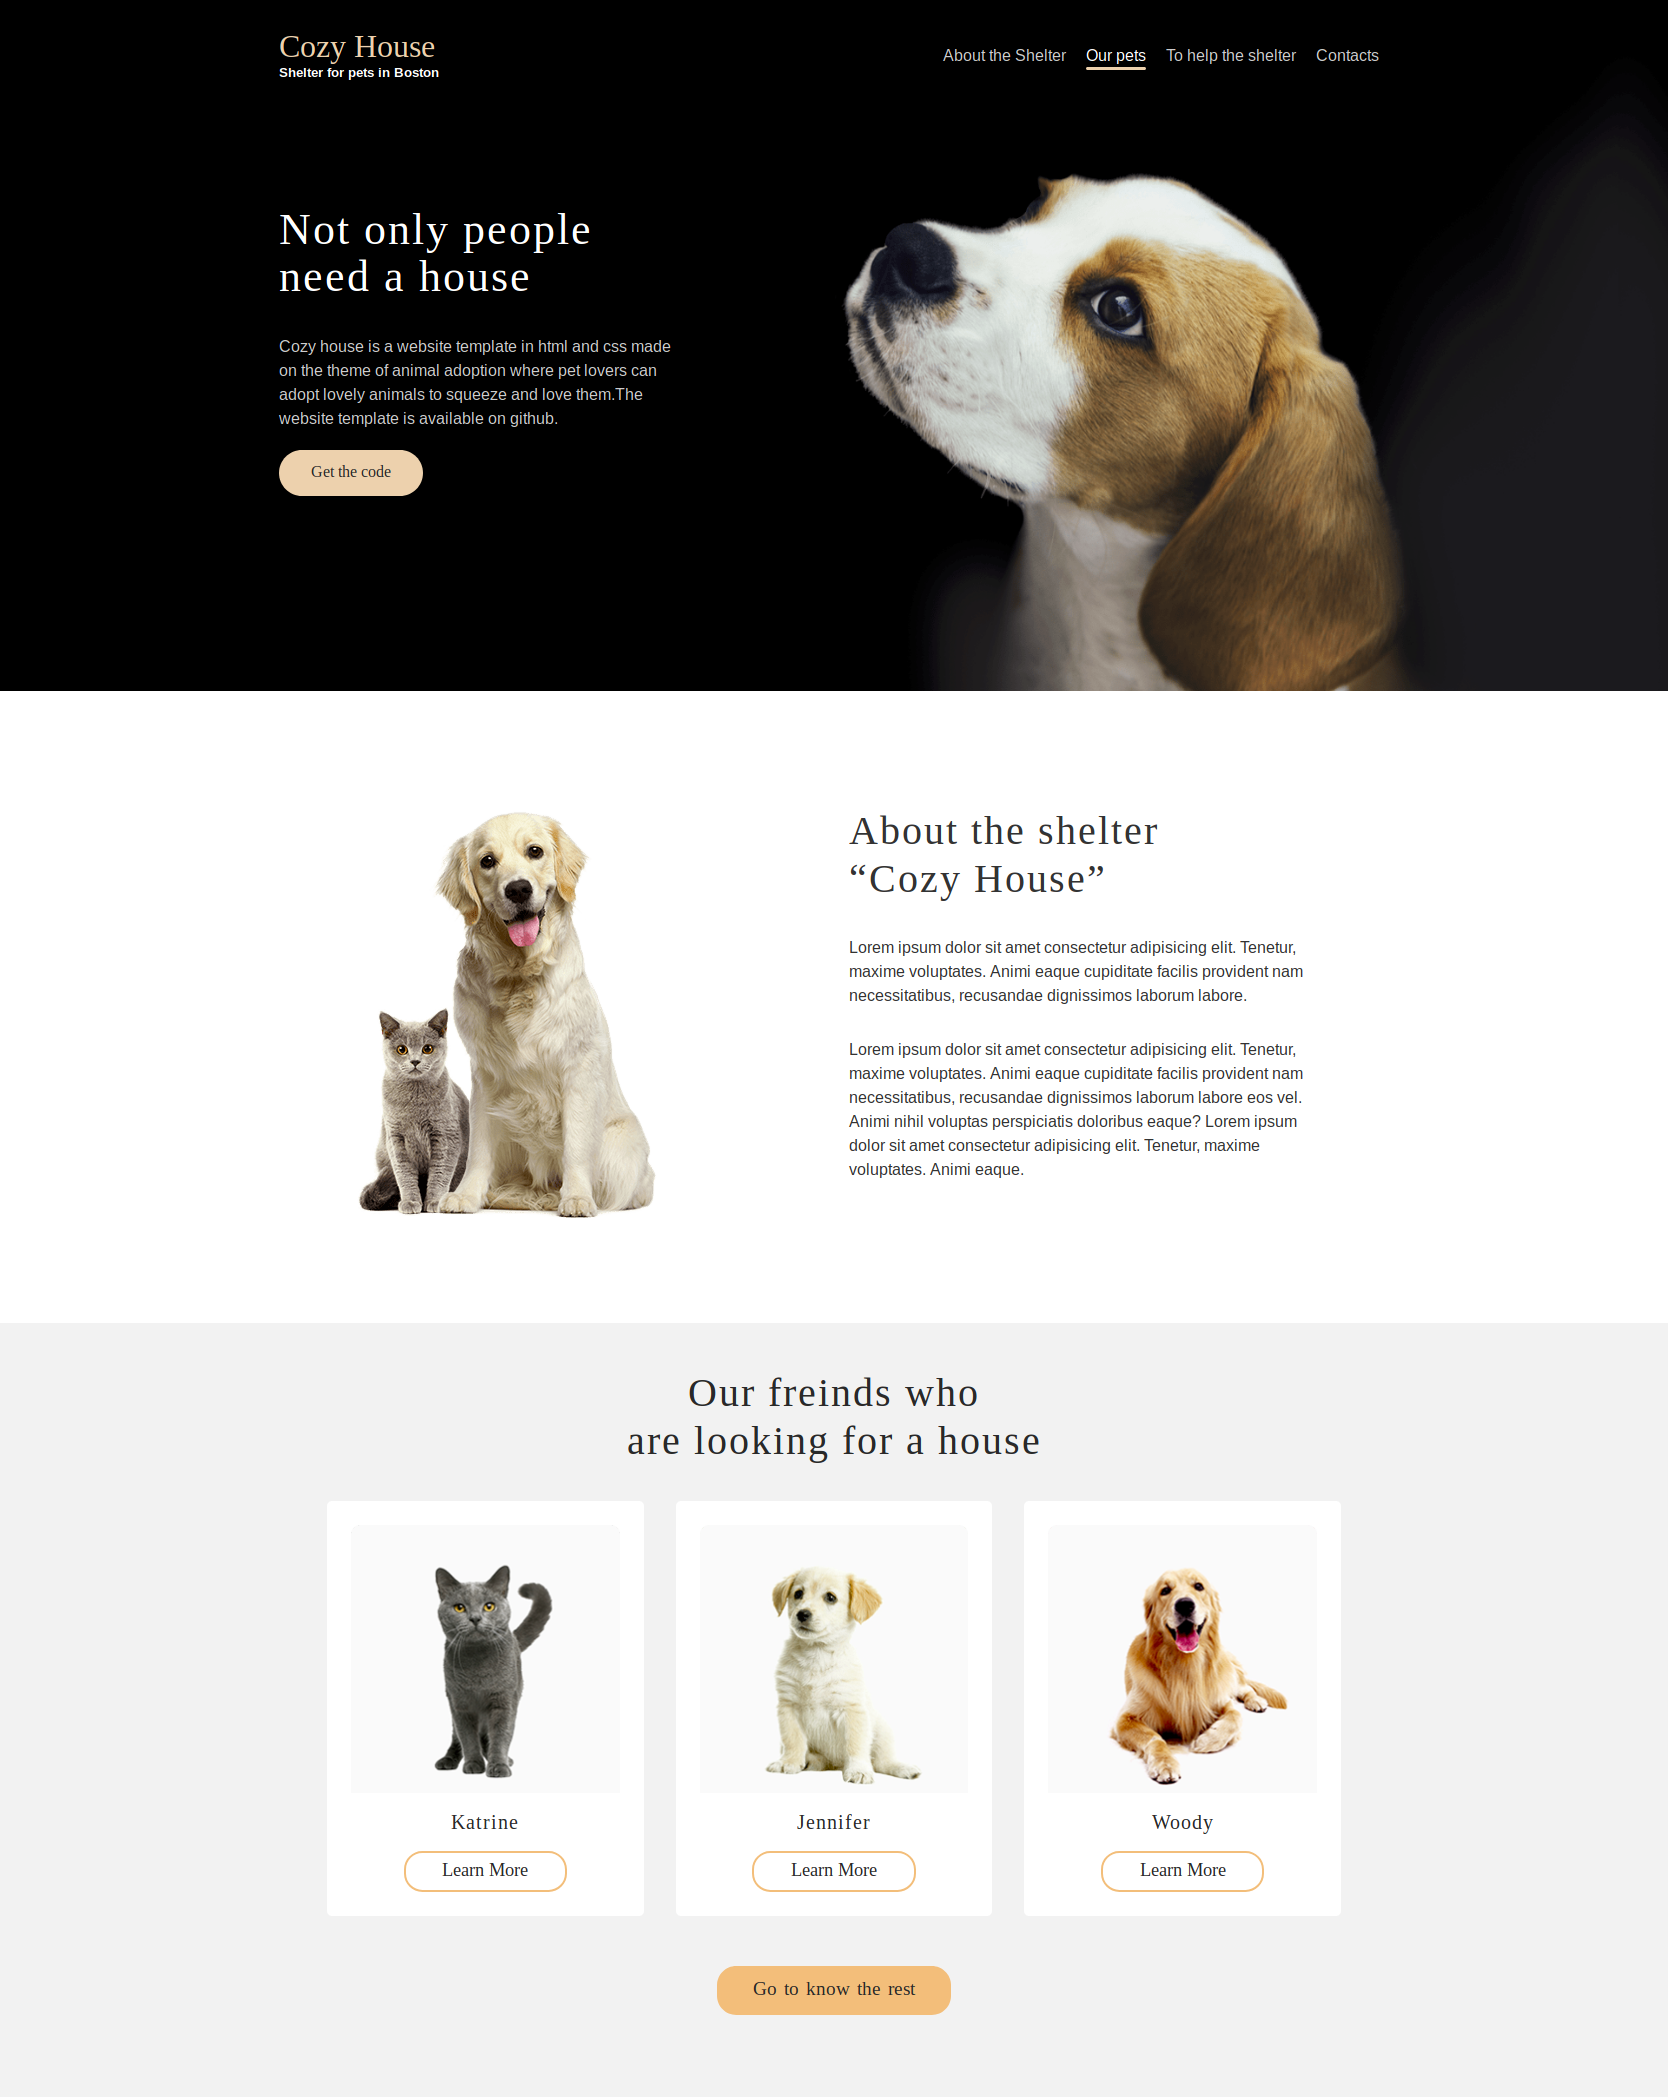 Cozy House
Shelter for pets in Boston
About the Shelter
Our pets
To help the shelter
Contacts
Not only people
need a house
Cozy house is a website template in html and css made
on the theme of animal adoption where pet lovers can
adopt lovely animals to squeeze and love them.The
website template is available on github.
Get the code
About the shelter
“Cozy House”
Lorem ipsum dolor sit amet consectetur adipisicing elit. Tenetur,
maxime voluptates. Animi eaque cupiditate facilis provident nam
necessitatibus, recusandae dignissimos laborum labore.
Lorem ipsum dolor sit amet consectetur adipisicing elit. Tenetur,
maxime voluptates. Animi eaque cupiditate facilis provident nam
necessitatibus, recusandae dignissimos laborum labore eos vel.
Animi nihil voluptas perspiciatis doloribus eaque? Lorem ipsum
dolor sit amet consectetur adipisicing elit. Tenetur, maxime
voluptates. Animi eaque.
Our freinds who
are looking for a house
Katrine
Learn More
Jennifer
Learn More
Woody
Learn More
Go to know the rest